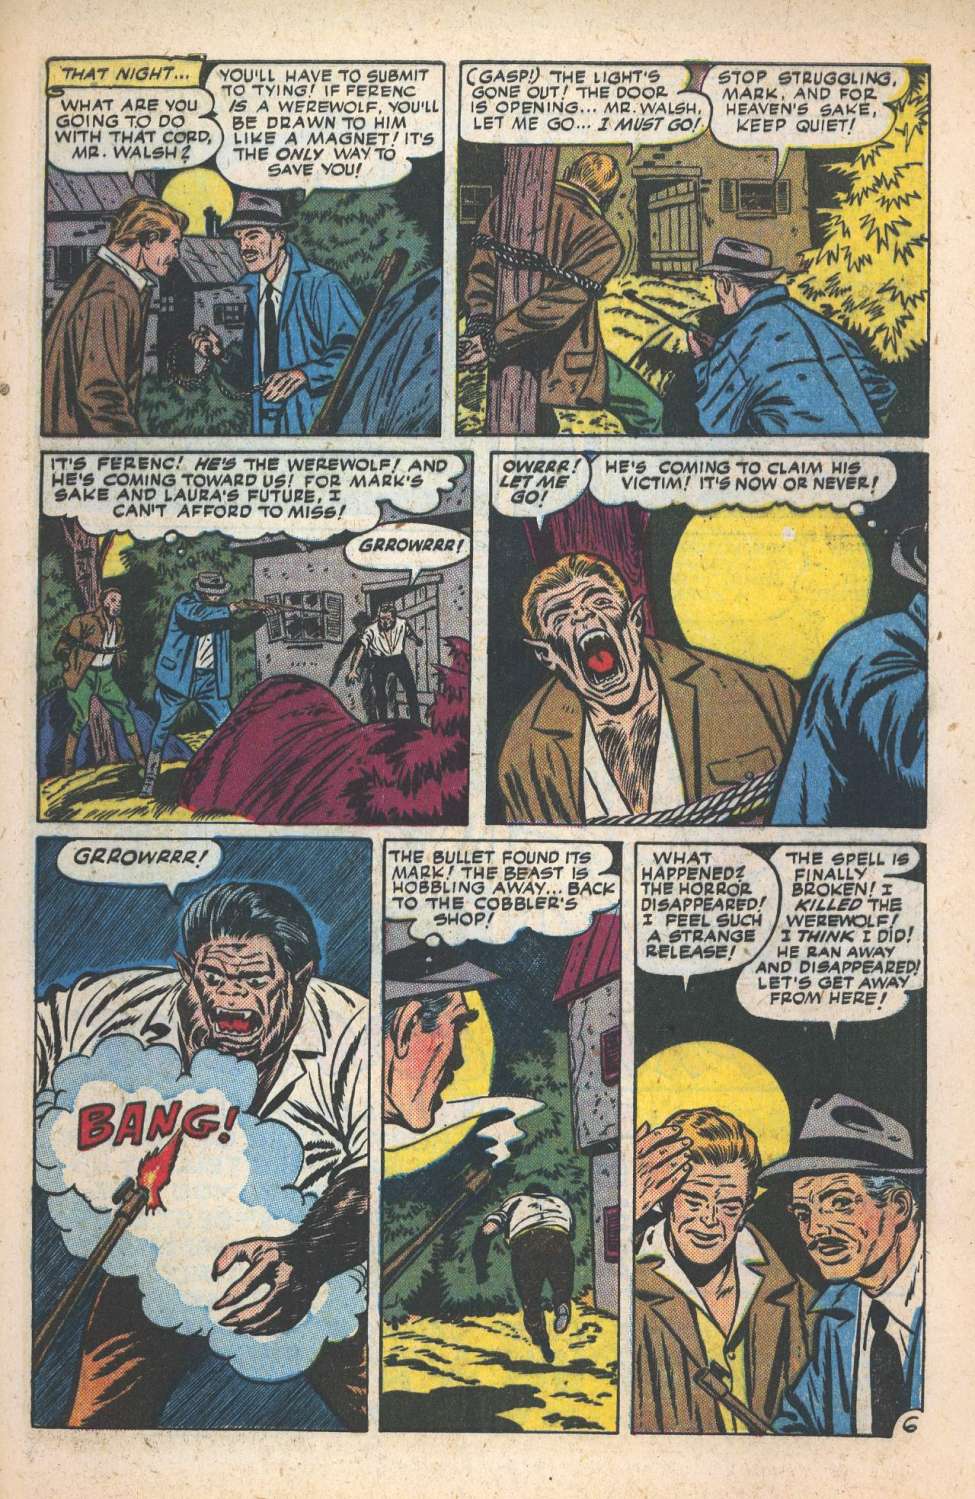 THAT NIGHT...
WHAT ARE YOU
GOING TO DO
WITH THAT CORD,
MR. WALSH?
YOU'LL HAVE TO SUBMIT
TO TYING! IF FERENC
IS A WEREWOLF, YOU'LL
BE DRAWN TO HIM
LIKE A MAGNET! IT'S
THE ONLY WAY TO
SAVE YOU!
(GASP!) THE LIGHT'S
GONE OUT! THE DOOR
IS OPENING... MR. WALSH,
LET ME GO... I MUST GO!
STOP STRUGGLING,
MARK, AND FOR
HEAVEN'S SAKE,
KEEP QUIET!
IT'S FERENC! HE'S THE WEREWOLF! AND
HE'S COMING TOWARD US! FOR MARK'S
SAKE AND LAURA'S FUTURE, I
CAN'T AFFORD TO MISS!
GRROWRRR!
OWRRR!
LET ME
GO!
HE'S COMING TO CLAIM HIS
VICTIM! IT'S NOW OR NEVER!
GRROWRRR!
BANG!
THE BULLET FOUND ITS
MARK! THE BEAST IS
HOBBLING AWAY... BACK
TO THE COBBLER'S
SHOP!
WHAT
HAPPENED?
THE HORROR
DISAPPEARED!
I FEEL SUCH
A STRANGE
RELEASE!
THE SPELL IS
FINALLY
BROKEN! I
KILLED THE
WEREWOLF!
I THINK I DID!
HE RAN AWAY
AND DISAPPEARED!
LET'S GET AWAY
FROM HERE!
6